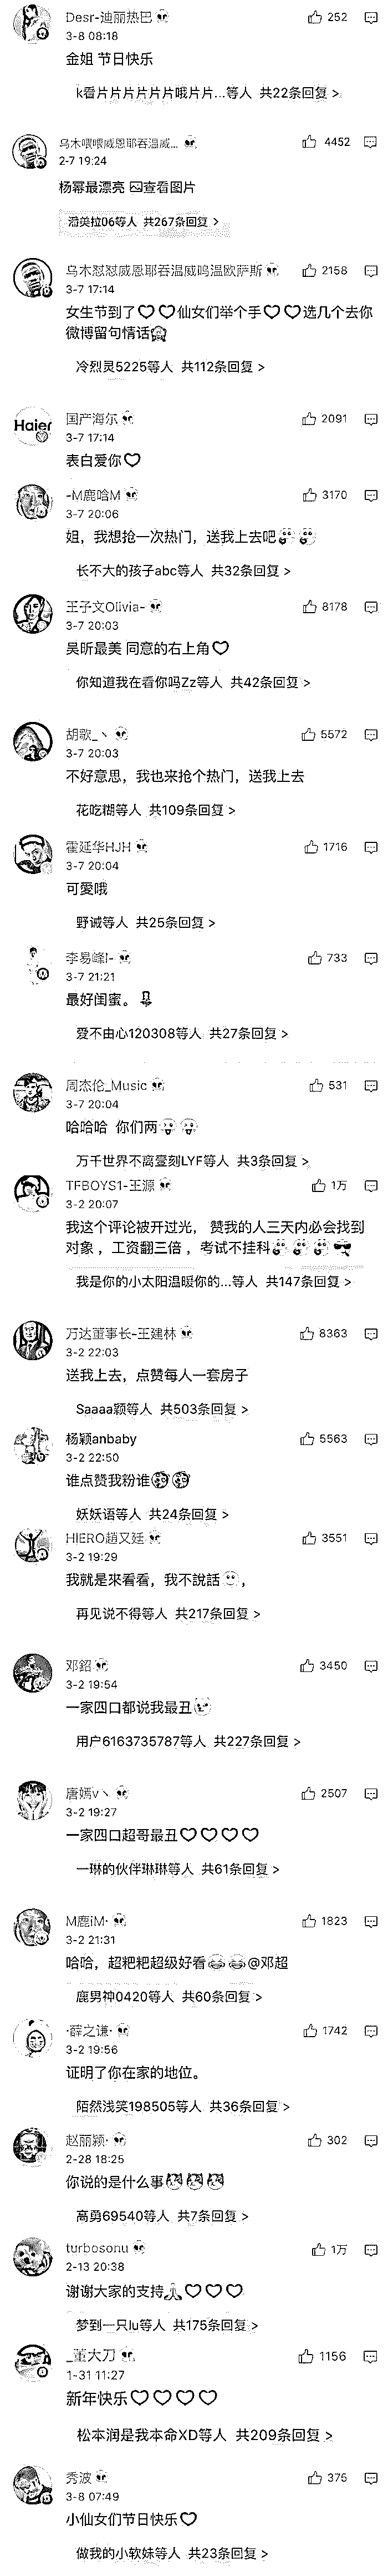 Desr-迪丽热巴 252
3-8 08:18
金姐 节日快乐
k看片片片片片片哦片片...等人 共22条回复 >
乌木喂喂威恩耶吞温威... 4452
2-7 19:24
杨幂最漂亮 查看图片
滑美拉06等人 共267条回复 >
乌木怼怼威恩耶吞温威呜温欧萨斯 2158
3-7 17:14
女生节到了♡♡仙女们举个手♡♡选几个去你
微博留句情话
冷烈灵5225等人 共112条回复 >
Haier
国产海尔 2091
3-7 17:14
表白爱你♡
-M鹿晗M 3170
3-7 20:06
姐，我想抢一次热门，送我上去吧
长不大的孩子abc等人 共32条回复 >
王子文Olivia- 8178
3-7 20:03
吴昕最美 同意的右上角♡
你知道我在看你吗Zz等人 共42条回复 >
胡歌_丶 5572
3-7 20:03
不好意思，我也来抢个热门，送我上去
花吃糊等人 共109条回复 >
霍延华HJH 1716
3-7 20:04
可愛哦
野诚等人 共25条回复 >
李易峰l- 733
3-7 21:21
最好闺蜜。
爱不由心120308等人 共27条回复 >
周杰伦_Music 531
3-7 20:04
哈哈哈 你们两
万千世界不离壹刻LYF等人 共3条回复 >
TFBOYS1-王源 1万
3-2 20:07
我这个评论被开过光， 赞我的人三天内必会找到
对象 ，工资翻三倍 ，考试不挂科
我是你的小太阳温暖你的...等人 共147条回复 >
万达董事长-王建林 8363
3-2 22:03
送我上去，点赞每人一套房子
Saaaa颖等人 共503条回复 >
杨颖anbaby 5563
3-2 22:50
谁点赞我粉谁
妖妖语等人 共24条回复 >
HIERO趙又廷 3551
3-2 19:29
我就是來看看，我不說話 ，
再见说不得等人 共217条回复 >
邓超 3450
3-2 19:54
一家四口都说我最丑
用户6163735787等人 共227条回复 >
唐嫣v丶 2507
3-2 19:27
一家四口超哥最丑♡♡♡♡
一琳的伙伴琳琳等人 共61条回复 >
M鹿iM· 1823
3-2 21:31
哈哈，超粑粑超级好看@邓超
鹿男神0420等人 共60条回复 >
·薛之谦· 1742
3-2 19:56
证明了你在家的地位。
陌然浅笑198505等人 共36条回复 >
赵丽颖· 302
2-28 18:25
你说的是什么事
高勇69540等人 共7条回复 >
turbosonu 1万
2-13 20:38
谢谢大家的支持♡♡♡
梦到一只lu等人 共175条回复 >
_董大刀 1156
1-31 11:27
新年快乐♡♡♡♡
松本润是我本命XD等人 共209条回复 >
秀波 375
3-8 07:49
小仙女们节日快乐♡
做我的小软妹等人 共23条回复 >